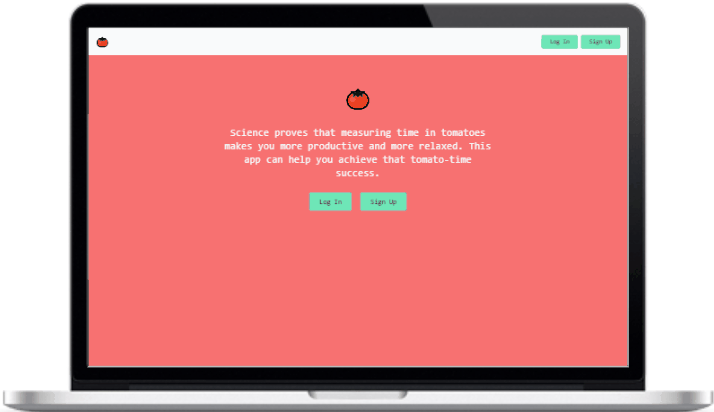 Log In Sign Up
Science proves that measuring time in tomatoes
makes you more productive and more relaxed. This
app can help you achieve that tomato-time
success.
Log In Sign Up